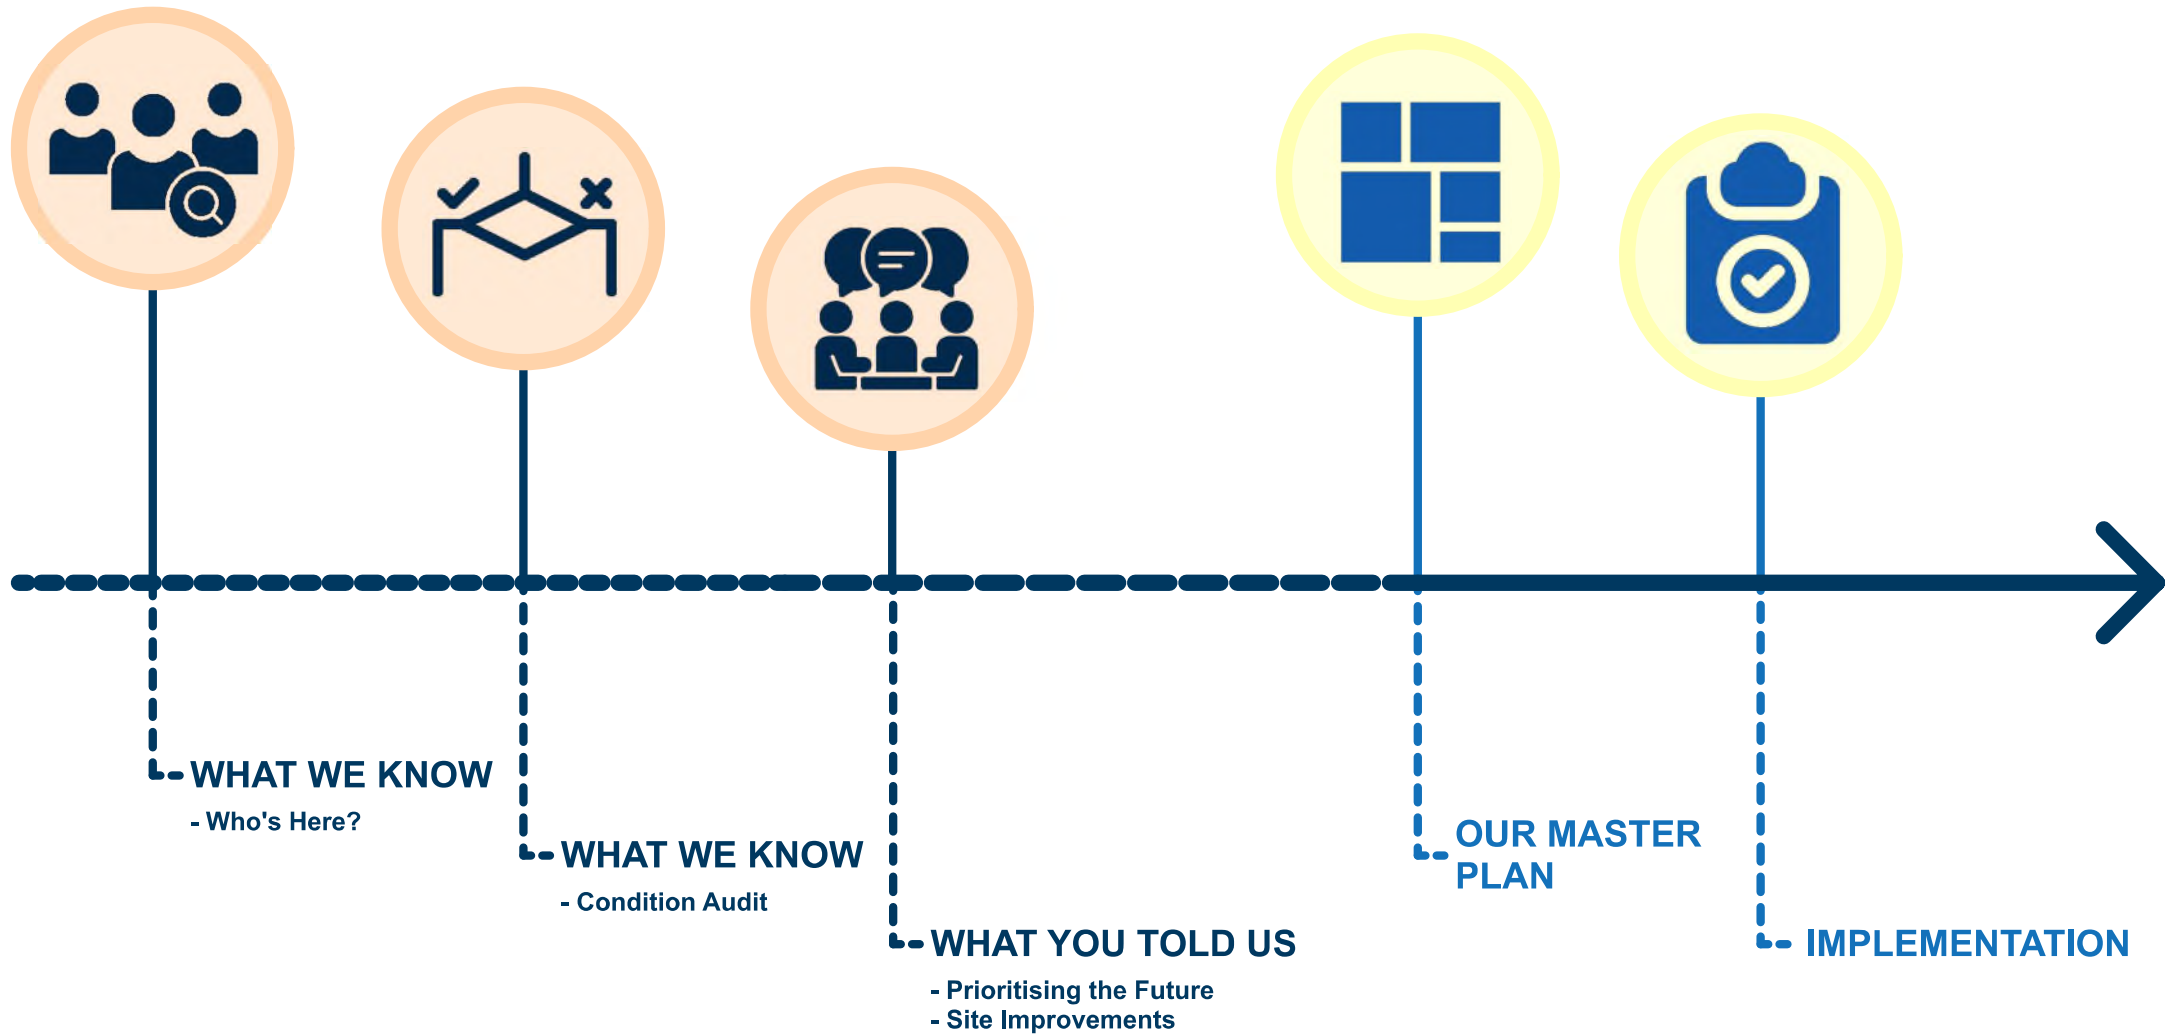 WHAT WE KNOW
- Who's Here?
WHAT WE KNOW
- Condition Audit
WHAT YOU TOLD US
- Prioritising the Future
- Site Improvements
OUR MASTER
PLAN
IMPLEMENTATION